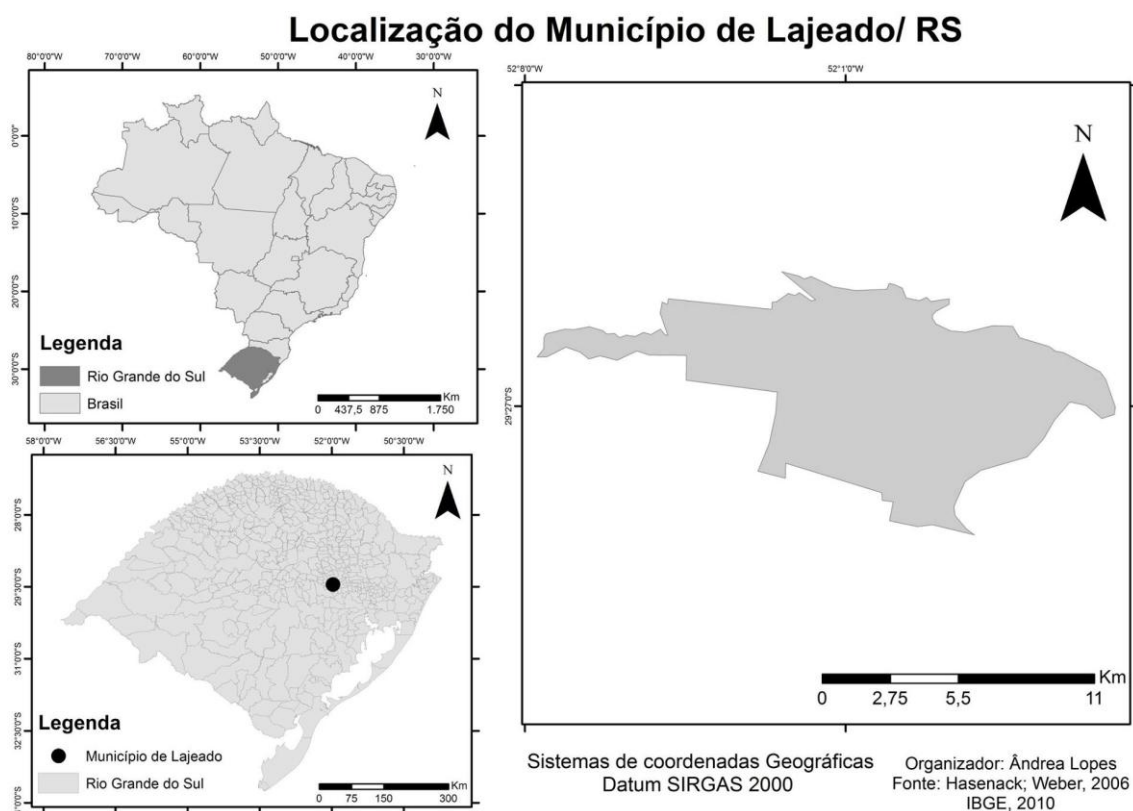 Localização do Município de Lajeado/ RS
80°0'0"W 70°0'0"W 60°0'0"W 50°0'0"W 40°0'0"W 30°0'0"W
N
0°0'0"
10°0'0"S
20°0'0"S
30°0'0"S
Legenda
Rio Grande do Sul
Brasil
Km
0 437,5 875 1.750
58°0'0"W 56°30'0"W 55°0'0"W 53°30'0"W 52°0'0"W 50°30'0"W
N
28°0'0"S
29°30'0"S
31°0'0"S
32°30'0"S
Legenda
Município de Lajeado
Rio Grande do Sul
Km
0 75 150 300
52°8'0"W 52°1'0"W
N
29°27'0"S
Km
0 2,75 5,5 11
Sistemas de coordenadas Geográficas
Datum SIRGAS 2000
Organizador: Ândrea Lopes
Fonte: Hasenack; Weber, 2006
IBGE, 2010